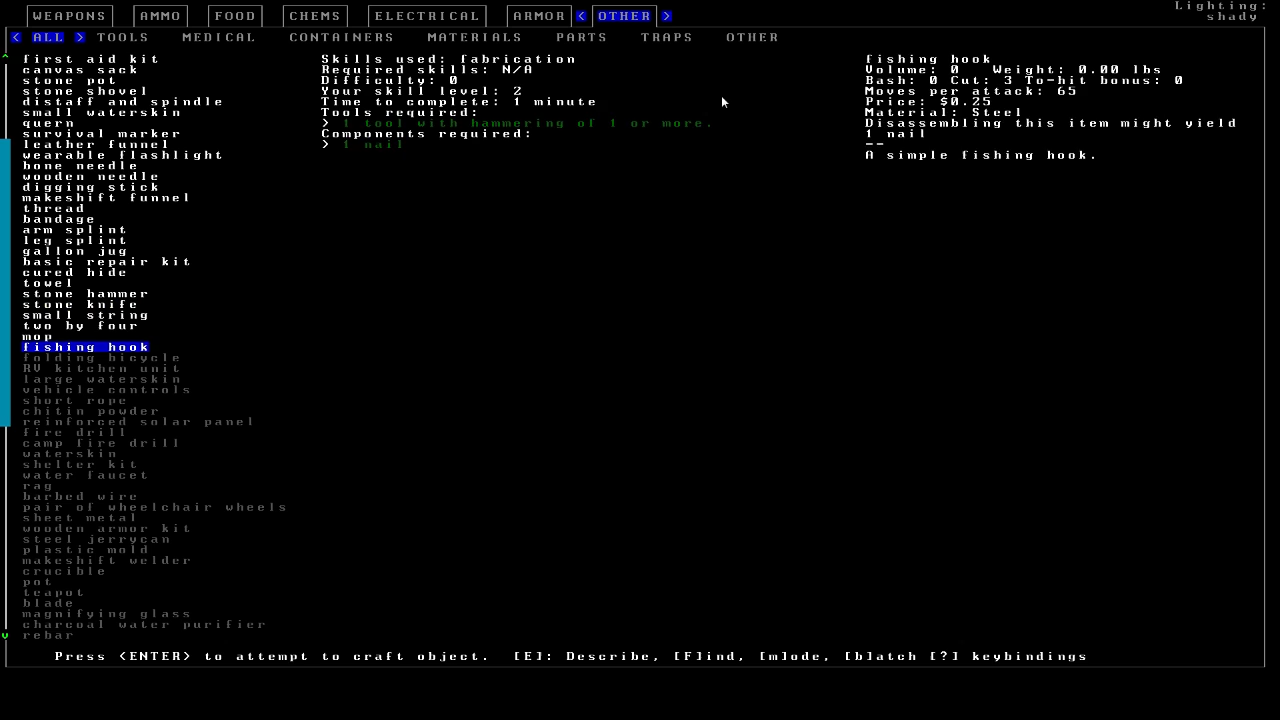 Lighting:
shady
WEAPONS AMMO FOOD CHEMS ELECTRICAL ARMOR < OTHER >
< ALL > TOOLS MEDICAL CONTAINERS MATERIALS PARTS TRAPS OTHER
^
first aid kit
canvas sack
stone pot
stone shovel
distaff and spindle
small waterskin
quern
survival marker
leather funnel
wearable flashlight
bone needle
wooden needle
digging stick
makeshift funnel
thread
bandage
arm splint
leg splint
gallon jug
basic repair kit
cured hide
towel
stone hammer
stone knife
small string
two by four
mop
fishing hook
folding bicycle
RV kitchen unit
large waterskin
vehicle controls
short rope
chitin powder
reinforced solar panel
fire drill
camp fire drill
waterskin
shelter kit
water faucet
rag
barbed wire
pair of wheelchair wheels
sheet metal
wooden armor kit
steel jerrycan
plastic mold
makeshift welder
crucible
pot
teapot
blade
magnifying glass
charcoal water purifier
v rebar
Skills used: fabrication
Required skills: N/A
Difficulty: 0
Your skill level: 2
Time to complete: 1 minute
Tools required:
> 1 tool with hammering of 1 or more.
Components required:
> 1 nail
fishing hook
Volume: 0 Weight: 0.00 lbs
Bash: 0 Cut: 3 To-hit bonus: 0
Moves per attack: 65
Price: $0.25
Material: Steel
Disassembling this item might yield
1 nail
--
A simple fishing hook.
Press <ENTER> to attempt to craft object. [E]: Describe, [F]ind, [m]ode, [b]atch [?] keybindings